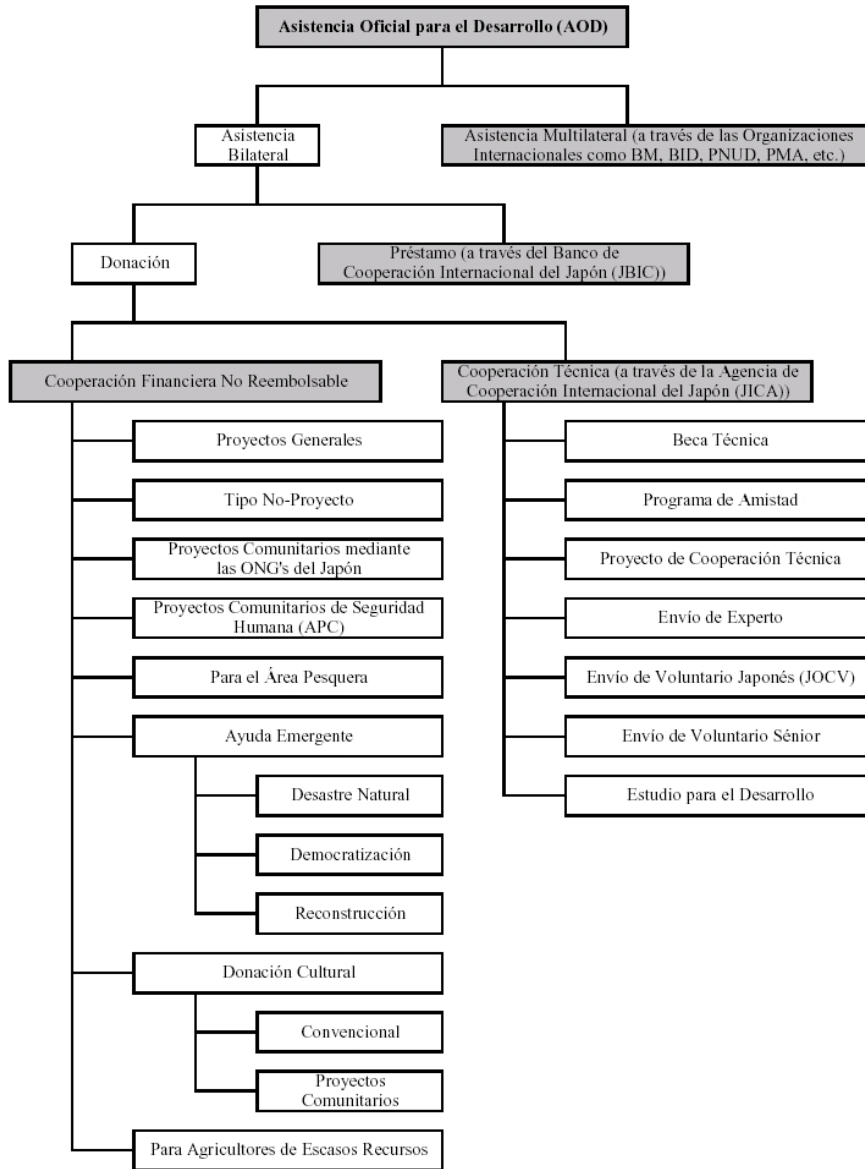 Asistencia Oficial para el Desarrollo (AOD)
Asistencia
Bilateral
Asistencia Multilateral (a través de las Organizaciones
Internacionales como BM, BID, PNUD, PMA, etc.)
Donación
Préstamo (a través del Banco de
Cooperación Internacional del Japón (JBIC))
Cooperación Financiera No Reembolsable
Proyectos Generales
Tipo No-Proyecto
Proyectos Comunitarios mediante
las ONG's del Japón
Proyectos Comunitarios de Seguridad
Humana (APC)
Para el Área Pesquera
Ayuda Emergente
Desastre Natural
Democratización
Reconstrucción
Donación Cultural
Convencional
Proyectos
Comunitarios
Para Agricultores de Escasos Recursos
Cooperación Técnica (a través de la Agencia de
Cooperación Internacional del Japón (JICA))
Beca Técnica
Programa de Amistad
Proyecto de Cooperación Técnica
Envío de Experto
Envío de Voluntario Japonés (JOCV)
Envío de Voluntario Sénior
Estudio para el Desarrollo